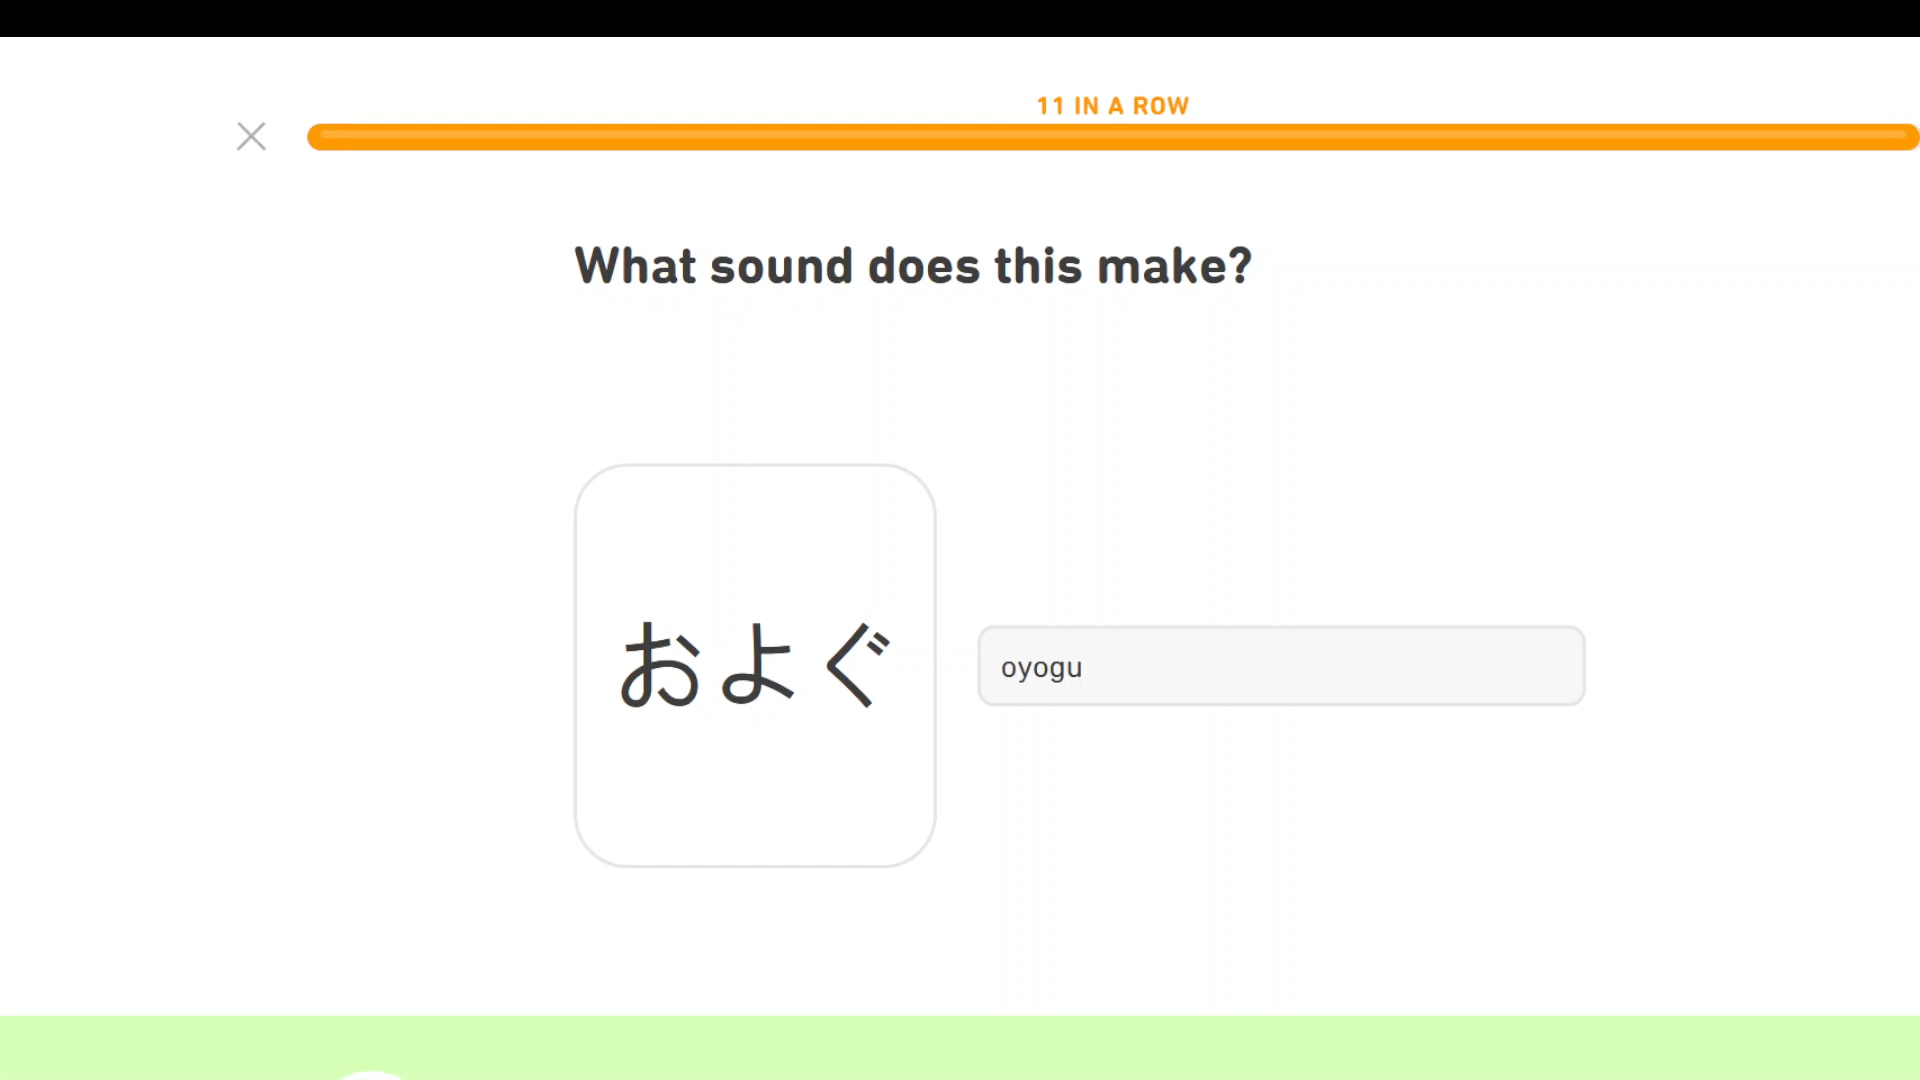 11 IN A ROW
What sound does this make?
およぐ
oyogu